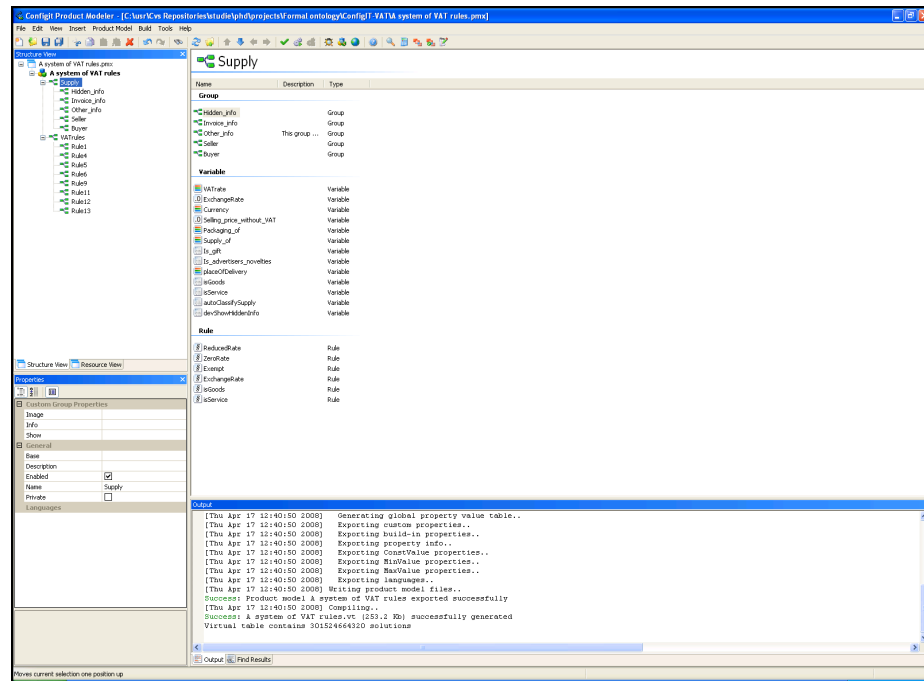 Configit Product Modeler - [C:\usr\Cvs Repositories\studie\phd\projects\Formal ontology\ConfigIT-VAT\A system of VAT rules.pmx]
File Edit View Insert Product Model Build Tools Help
Structure View
A system of VAT rules.pmx
A system of VAT rules
Supply
Hidden_info
Invoice_info
Other_info
Seller
Buyer
VATrules
Rule1
Rule4
Rule5
Rule6
Rule9
Rule11
Rule12
Rule13
Structure View Resource View
Properties
Custom Group Properties
Image
Info
Show
General
Base
Description
Enabled
Name Supply
Private
Languages
Supply
Name Description Type
Group
Hidden_info Group
Invoice_info Group
Other_info This group ... Group
Seller Group
Buyer Group
Variable
VATrate Variable
ExchangeRate Variable
Currency Variable
Selling_price_without_VAT Variable
Packaging_of Variable
Supply_of Variable
Is_gift Variable
Is_advertisers_novelties Variable
placeOfDelivery Variable
isGoods Variable
isService Variable
autoClassifySupply Variable
devShowHiddenInfo Variable
Rule
ReducedRate Rule
ZeroRate Rule
Exempt Rule
ExchangeRate Rule
isGoods Rule
isService Rule
Output
[Thu Apr 17 12:40:50 2008] Generating global property value table..
[Thu Apr 17 12:40:50 2008] Exporting custom properties..
[Thu Apr 17 12:40:50 2008] Exporting build-in properties..
[Thu Apr 17 12:40:50 2008] Exporting property info..
[Thu Apr 17 12:40:50 2008] Exporting ConstValue properties..
[Thu Apr 17 12:40:50 2008] Exporting MinValue properties..
[Thu Apr 17 12:40:50 2008] Exporting MaxValue properties..
[Thu Apr 17 12:40:50 2008] Exporting languages..
[Thu Apr 17 12:40:50 2008] Writing product model files..
Success: Product model A system of VAT rules exported successfully
[Thu Apr 17 12:40:50 2008] Compiling..
Success: A system of VAT rules.vt (253.2 Kb) successfully generated
Virtual table contains 301524664320 solutions
Output Find Results
Moves current selection one position up